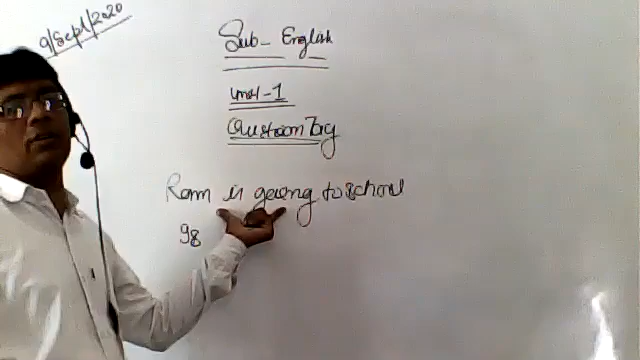 9/Sept/2020
Sub- English
Unit-1
Question Tag
Ram is going to school
98